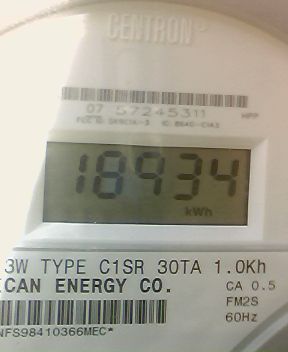 CENTRON
07 57245311 HPP
18934
kWh
3W TYPE C1SR 30TA 1.0Kh
CAN ENERGY CO. CA 0.5
FM2S
60Hz
NFS98410366MEC*